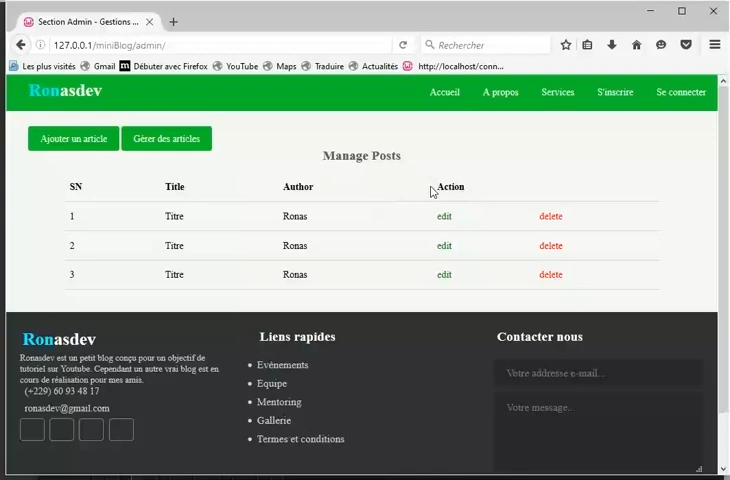 Section Admin - Gestions ...
127.0.0.1/miniBlog/admin/
Rechercher
Les plus visités Gmail Débuter avec Firefox YouTube Maps Traduire Actualités http://localhost/conn...
Ronasdev Accueil A propos Services S'inscrire Se connecter
Ajouter un article Gérer des articles
Manage Posts
SN Title Author Action
1 Titre Ronas edit delete
2 Titre Ronas edit delete
3 Titre Ronas edit delete
Ronasdev
Ronasdev est un petit blog conçu pour un objectif de
tutoriel sur Youtube. Cependant un autre vrai blog est en
cours de réalisation pour mes amis.
(+229) 60 93 48 17
ronasdev@gmail.com
Liens rapides
Evénements
Equipe
Mentoring
Gallerie
Termes et conditions
Contacter nous
Votre addresse e-mail...
Votre message..